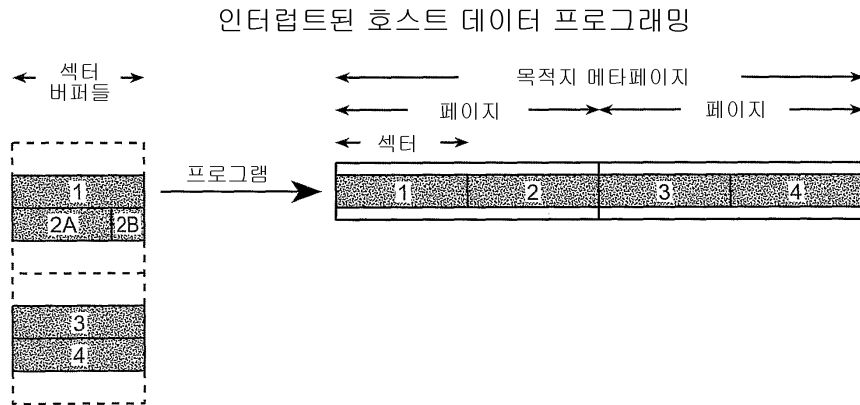 인터럽트된 호스트 데이터 프로그래밍
섹터
버퍼들
목적지 메타페이지
페이지 페이지
섹터
프로그램
1
2A 2B
3
4
1 2 3 4